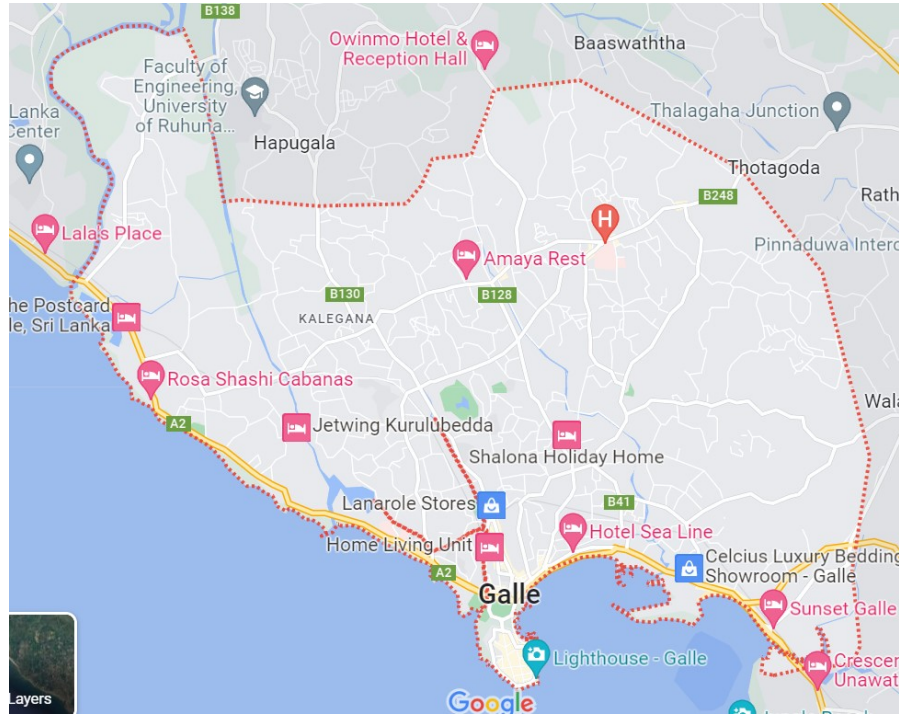 B138
Owinmo Hotel &
Reception Hall
Baaswaththa
Faculty of
Engineering,
University
of Ruhuna...
Lanka
Center
Hapugala
Thalagaha Junction
Thotagoda
B248
Rath
Lala's Place
Pinnaduwa Interc
H
Amaya Rest
B130
B128
KALEGANA
he Postcard
le, Sri Lanka
Rosa Shashi Cabanas
Wala
A2
Jetwing Kurulubedda
Shalona Holiday Home
Lanarole Stores
B41
Hotel Sea Line
Home Living Unit
Celcius Luxury Bedding
Showroom - Galle
A2
Galle
Sunset Galle
Lighthouse - Galle
Crescen
Unawat
Layers
Google